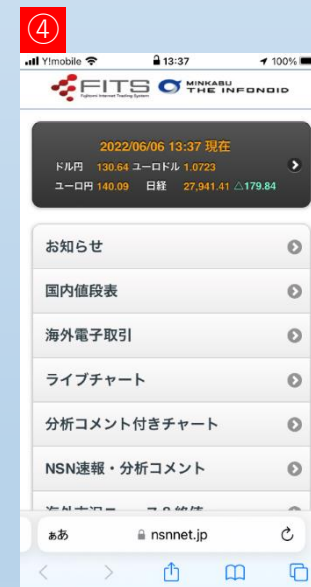 ④
Y!mobile 13:37 100%
FITS MINKABU
Fujitomi Internet Trading System THE INFONOID
2022/06/06 13:37 現在
ドル円 130.64 ユーロドル 1.0723
ユーロ円 140.09 日経 27,941.41 △179.84
お知らせ
国内値段表
海外電子取引
ライブチャート
分析コメント付きチャート
NSN速報・分析コメント
ぁあ nsnnet.jp